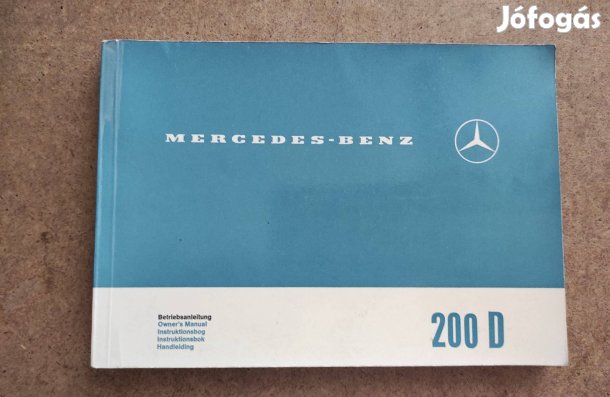 Jófogás
MERCEDES-BENZ
Betriebsanleitung
Owner's Manual
Instruktionsbog
Instruktionsbok
Handleiding
200 D